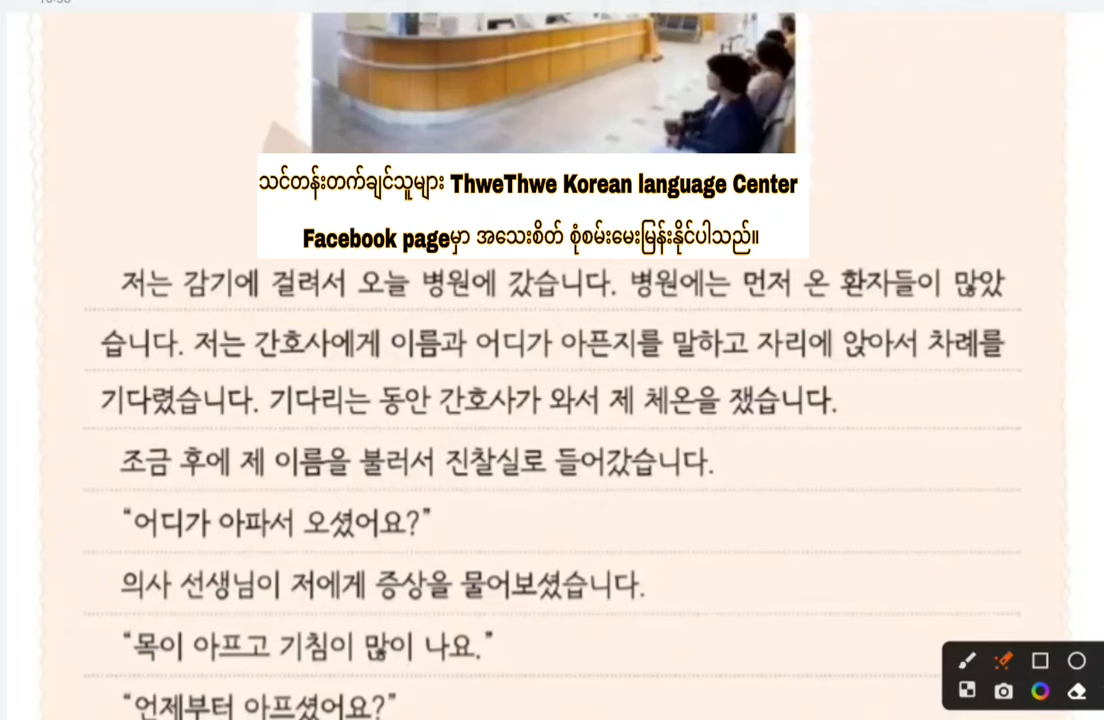 သင်တန်းတက်ချင်သူများ ThweThwe Korean language Center
Facebook pageမှာ အသေးစိတ် စုံစမ်းမေးမြန်းနိုင်ပါသည်။
저는 감기에 걸려서 오늘 병원에 갔습니다. 병원에는 먼저 온 환자들이 많았
습니다. 저는 간호사에게 이름과 어디가 아픈지를 말하고 자리에 앉아서 차례를
기다렸습니다. 기다리는 동안 간호사가 와서 제 체온을 쟀습니다.
조금 후에 제 이름을 불러서 진찰실로 들어갔습니다.
“어디가 아파서 오셨어요?”
의사 선생님이 저에게 증상을 물어보셨습니다.
“목이 아프고 기침이 많이 나요.”
“언제부터 아프셨어요?”